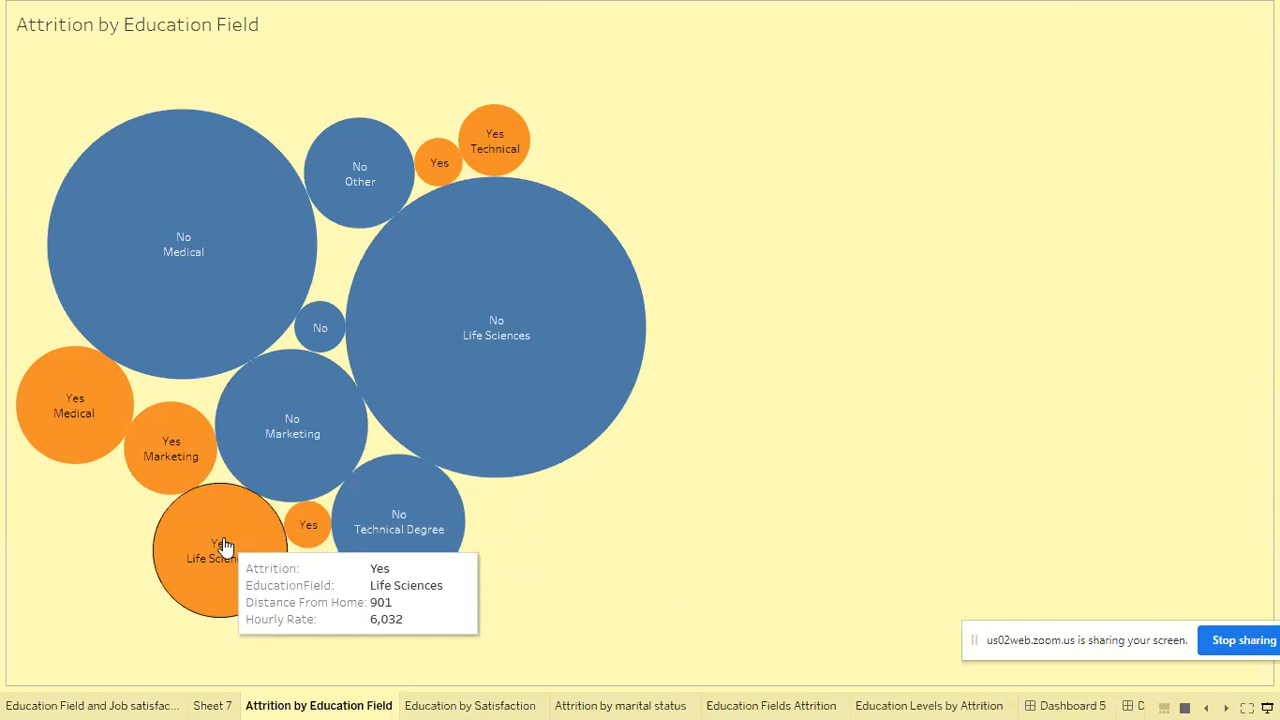 Attrition by Education Field
Yes
Technical
No
Other
Yes
No
Medical
No
No
Life Sciences
Yes
Medical
No
Marketing
Yes
Marketing
Yes
No
Technical Degree
Life
Attrition: Yes
EducationField: Life Sciences
Distance From Home: 901
Hourly Rate: 6,032
us02web.zoom.us is sharing your screen. Stop sharing
Education Field and Job satisfac... Sheet 7 Attrition by Education Field Education by Satisfaction Attrition by marital status Education Fields Attrition Education Levels by Attrition Dashboard 5 D